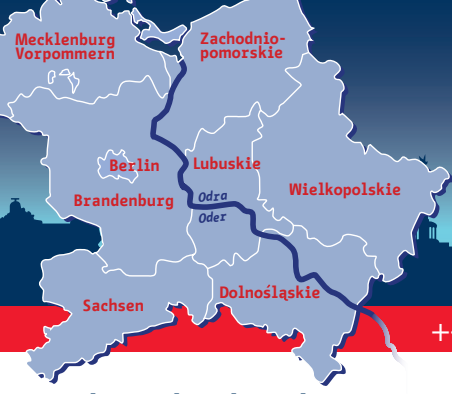 Mecklenburg
Vorpommern
Zachodnio-
pomorskie
Berlin
Lubuskie
Brandenburg
Wielkopolskie
Odra
Oder
Sachsen
Dolnośląskie